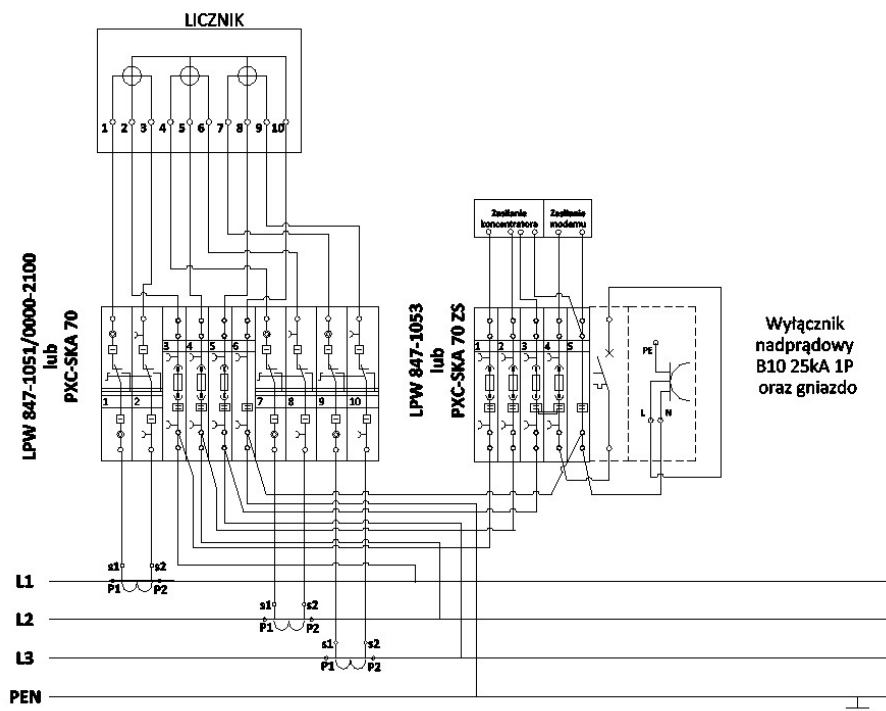 LICZNIK
1 2 3 4 5 6 7 8 9 10
LPW 847-1051/0000-2100
lub
PXC-SKA 70
3 4 5 6
1 2 7 8 9 10
LPW 847-1053
lub
PXC-SKA 70 ZS
Zasilanie
koncentratora
Zasilanie
modemu
1 2 3 4 5
PE
L N
Wyłącznik
nadprądowy
B10 25kA 1P
oraz gniazdo
s1 s2
L1
P1 P2
s1 s2
L2
P1 P2
s1 s2
L3
P1 P2
PEN